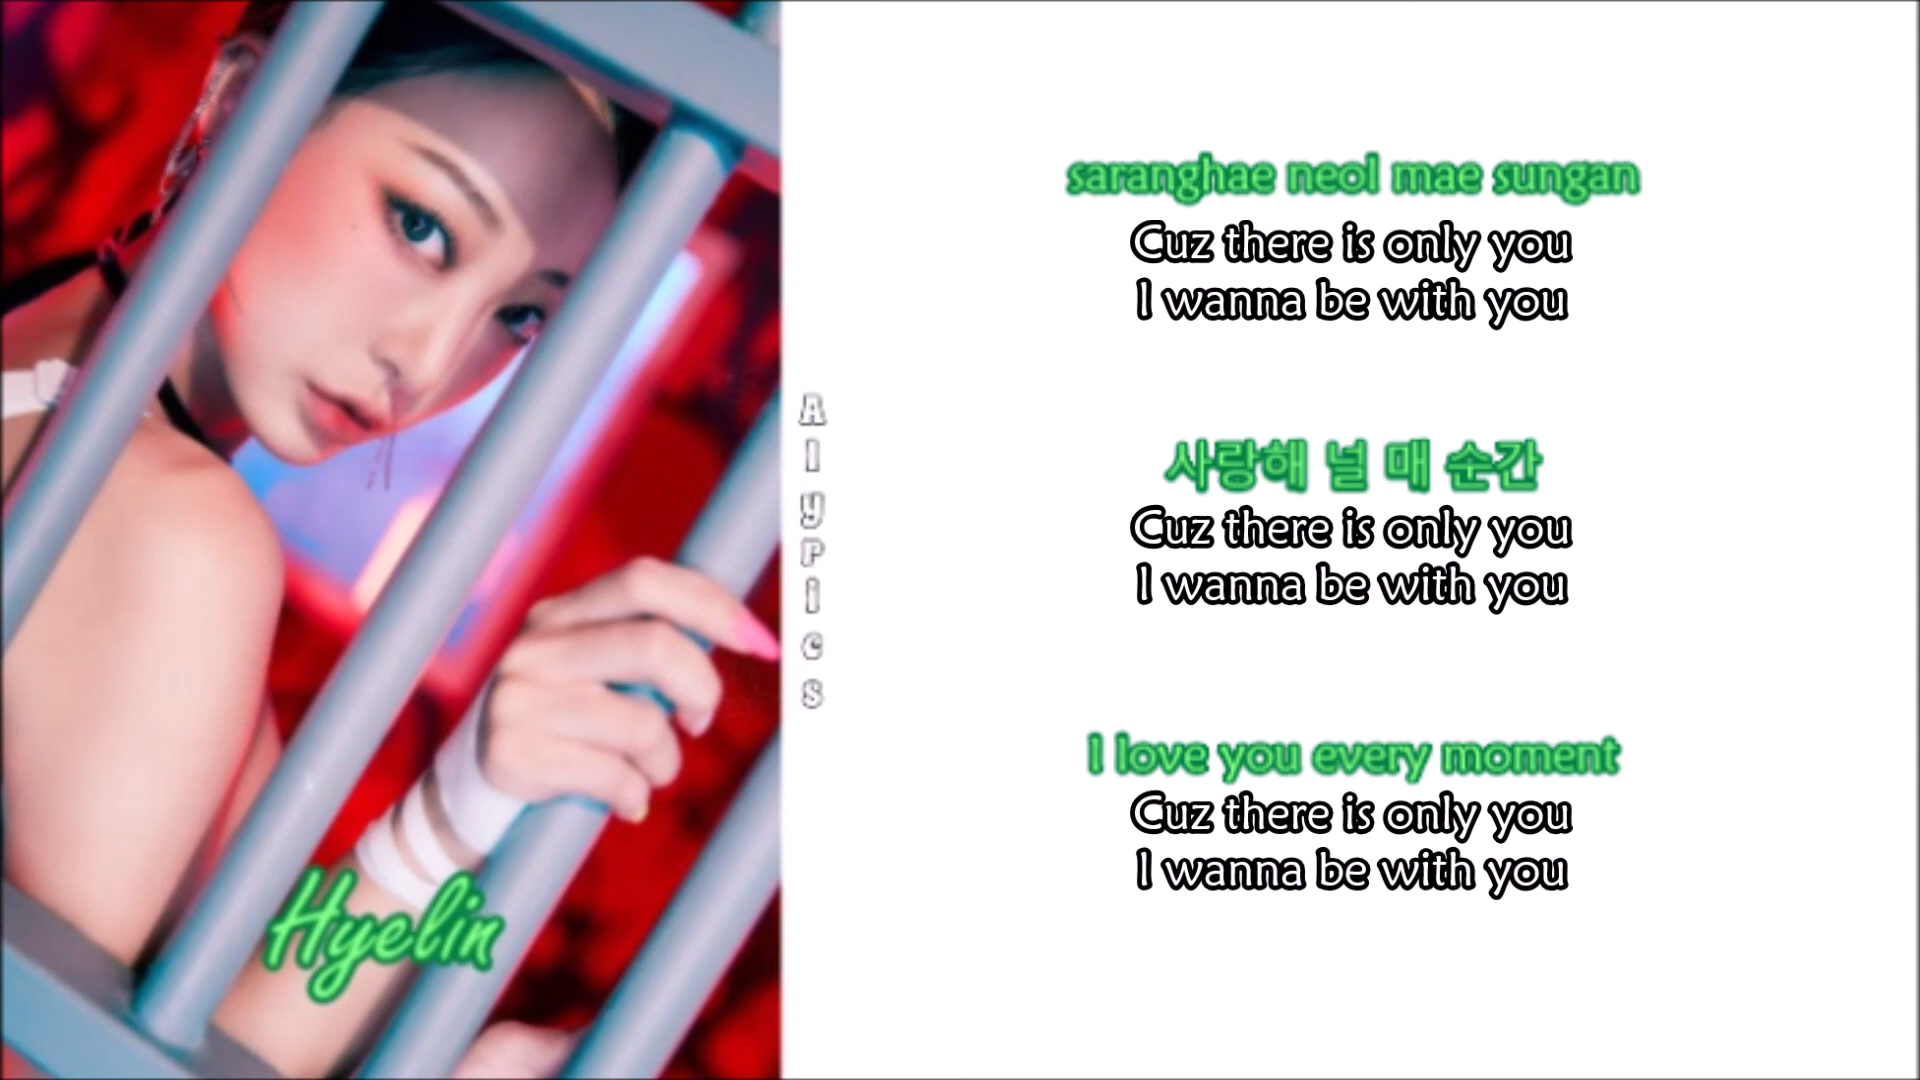 saranghae neol mae sungan
Cuz there is only you
I wanna be with you
사랑해 널 매 순간
Cuz there is only you
I wanna be with you
I love you every moment
Cuz there is only you
I wanna be with you
AlyPics
Hyelin